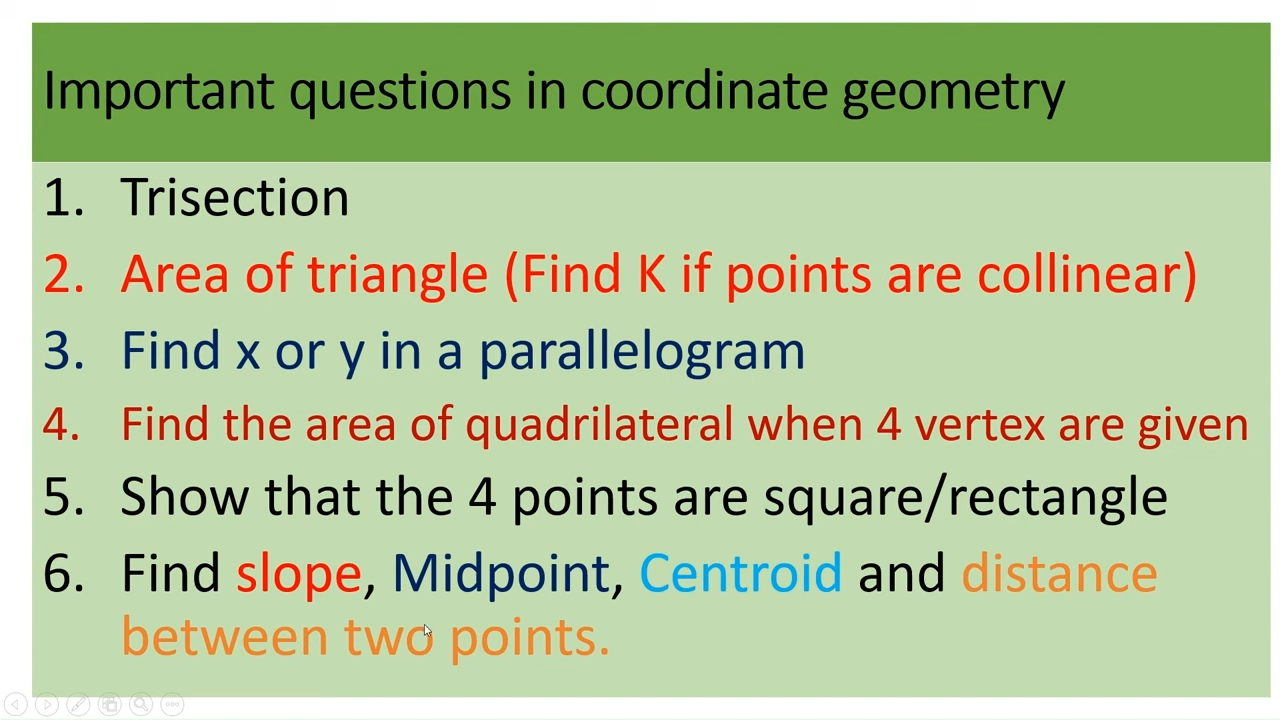 Important questions in coordinate geometry
1. Trisection
2. Area of triangle (Find K if points are collinear)
3. Find x or y in a parallelogram
4. Find the area of quadrilateral when 4 vertex are given
5. Show that the 4 points are square/rectangle
6. Find slope, Midpoint, Centroid and distance
between two points.